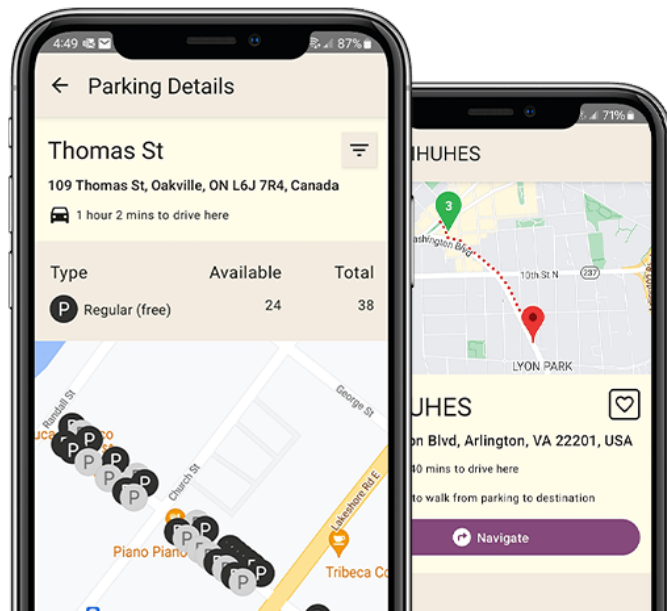 4:49
87%
Parking Details
Thomas St
109 Thomas St, Oakville, ON L6J 7R4, Canada
1 hour 2 mins to drive here
Type Available Total
P Regular (free) 24 38
Randall St
George St
Church St
Lakeshore Rd E
Piano Piano
Tribeca Co
P
71%
HUHES
3
ashington Blvd
10th St N
237
LYON PARK
UHES
on Blvd, Arlington, VA 22201, USA
40 mins to drive here
to walk from parking to destination
Navigate